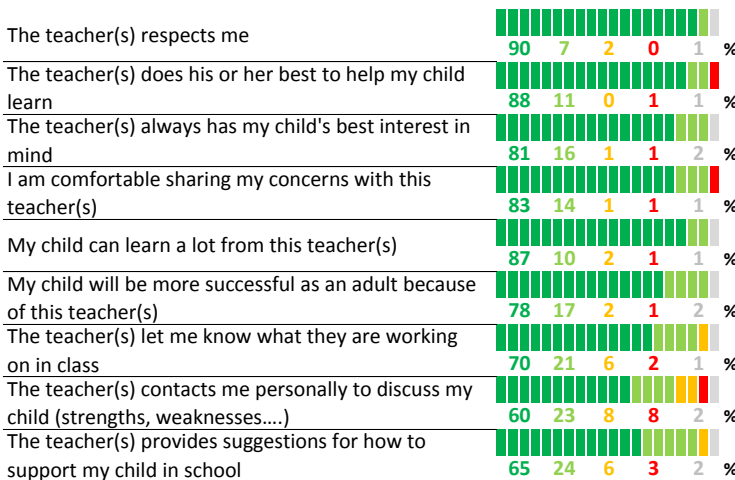 The teacher(s) respects me
90 7 2 0 1 %
The teacher(s) does his or her best to help my child
learn
88 11 0 1 1 %
The teacher(s) always has my child's best interest in
mind
81 16 1 1 2 %
I am comfortable sharing my concerns with this
teacher(s)
83 14 1 1 1 %
My child can learn a lot from this teacher(s)
87 10 2 1 1 %
My child will be more successful as an adult because
of this teacher(s)
78 17 2 1 2 %
The teacher(s) let me know what they are working
on in class
70 21 6 2 1 %
The teacher(s) contacts me personally to discuss my
child (strengths, weaknesses....)
60 23 8 8 2 %
The teacher(s) provides suggestions for how to
support my child in school
65 24 6 3 2 %